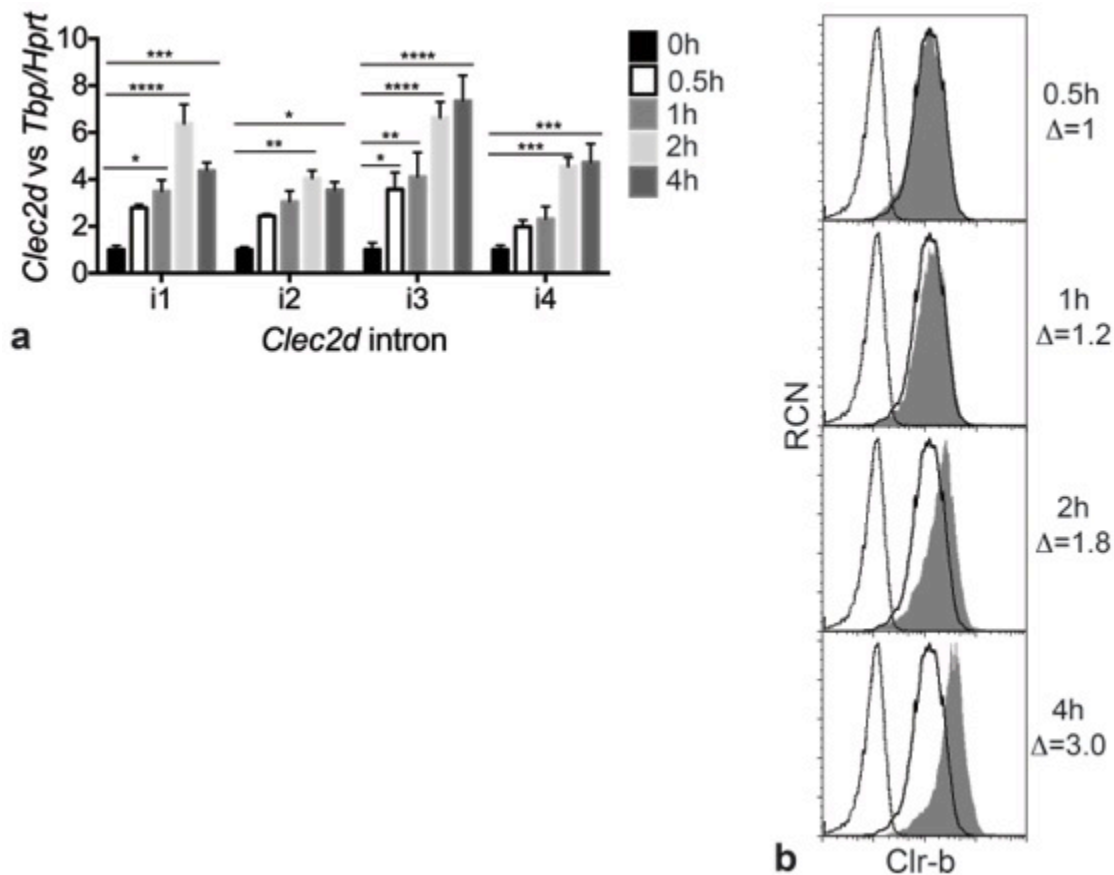 Clec2d vs Tbp/Hprt
10
8
6
4
2
0
***
****
*
*
**
****
****
**
*
***
***
i1
i2
i3
i4
Clec2d intron
0h
0.5h
1h
2h
4h
a
RCN
0.5h
Δ=1
1h
Δ=1.2
2h
Δ=1.8
4h
Δ=3.0
b
Clr-b